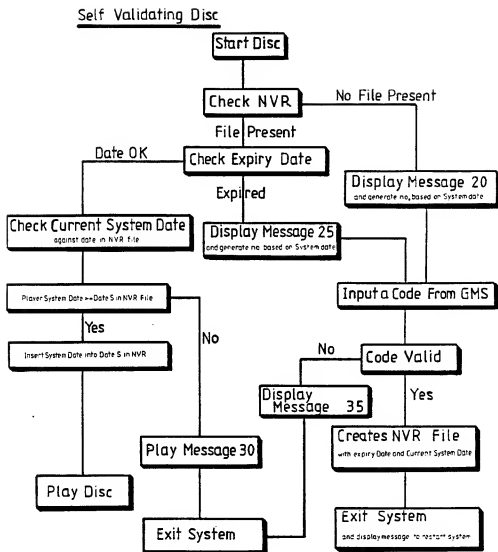 Self Validating Disc
Start Disc
Check NVR
No File Present
File Present
Date OK
Check Expiry Date
Expired
Display Message 20
and generate no, based on System date
Check Current System Date
against date in NVR file
Display Message 25
and generate no based on System date
Player System Date >=Date S in NVR File
Input a Code From GMS
Yes
No
No
Code Valid
Insert System Date into Date S in NVR
Display
Message 35
Yes
Play Message 30
Creates NVR File
with expiry Date and Current System Date
Play Disc
Exit System
Exit System
and display message to restart system